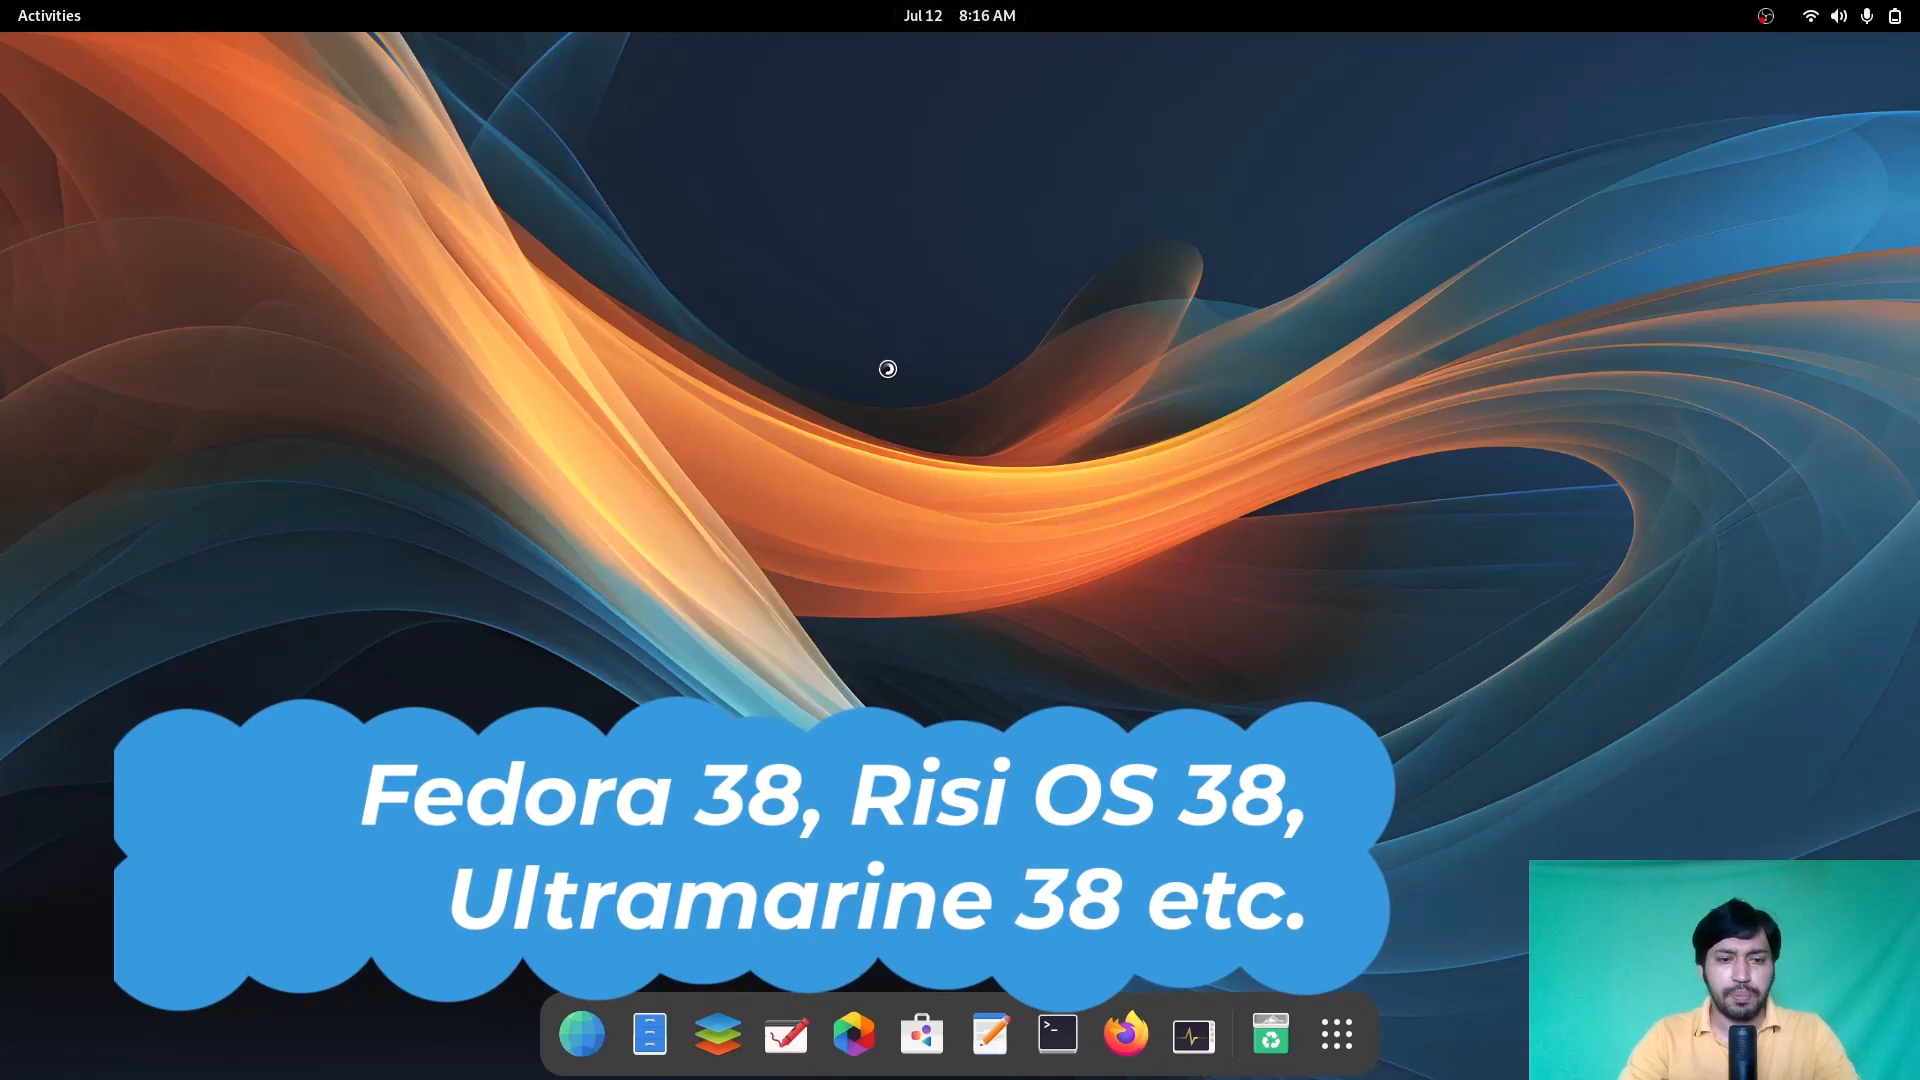 Activities
Jul 12 8:16 AM
Fedora 38, Risi OS 38,
Ultramarine 38 etc.
>_